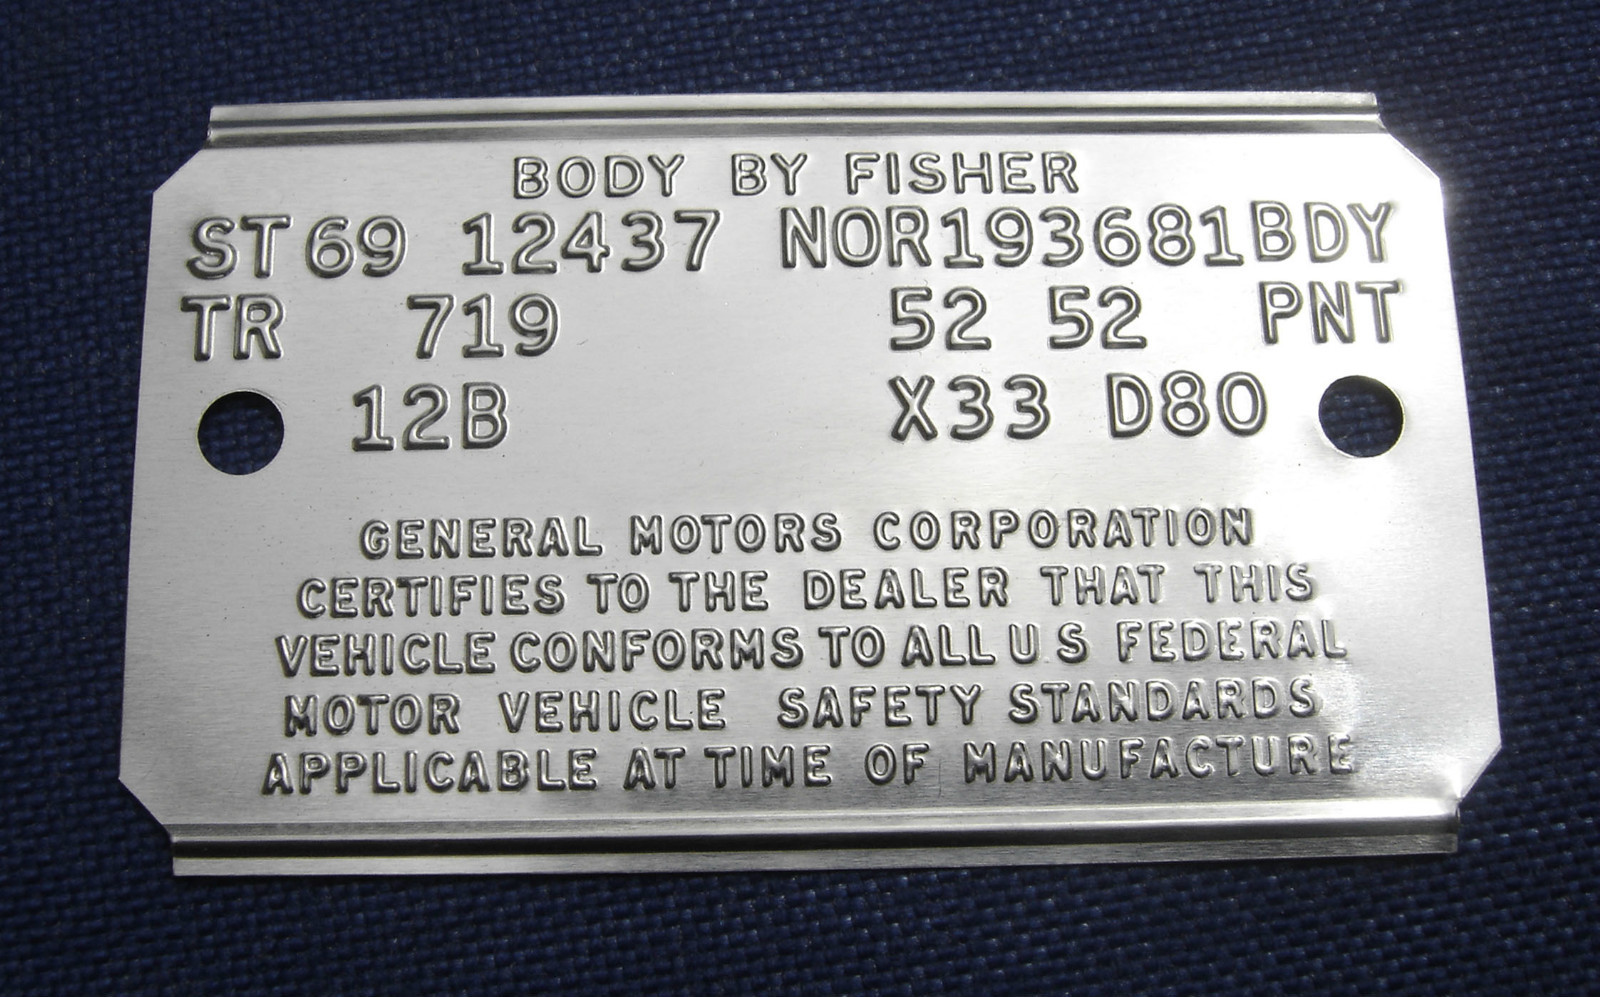 BODY BY FISHER
ST 69 12437 NOR193681BDY
TR 719 52 52 PNT
12B X33 D80
GENERAL MOTORS CORPORATION
CERTIFIES TO THE DEALER THAT THIS
VEHICLE CONFORMS TO ALL U S FEDERAL
MOTOR VEHICLE SAFETY STANDARDS
APPLICABLE AT TIME OF MANUFACTURE